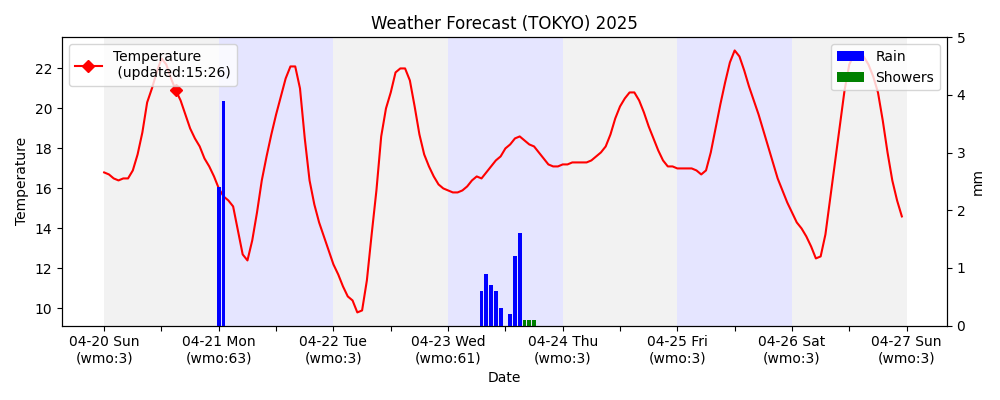 Weather Forecast (TOKYO) 2025
Temperature
(updated:15:26)
Rain
Showers
22
20
18
16
14
12
10
5
4
3
2
1
0
Temperature
mm
04-20 Sun
(wmo:3)
04-21 Mon
(wmo:63)
04-22 Tue
(wmo:3)
04-23 Wed
(wmo:61)
04-24 Thu
(wmo:3)
04-25 Fri
(wmo:3)
04-26 Sat
(wmo:3)
04-27 Sun
(wmo:3)
Date